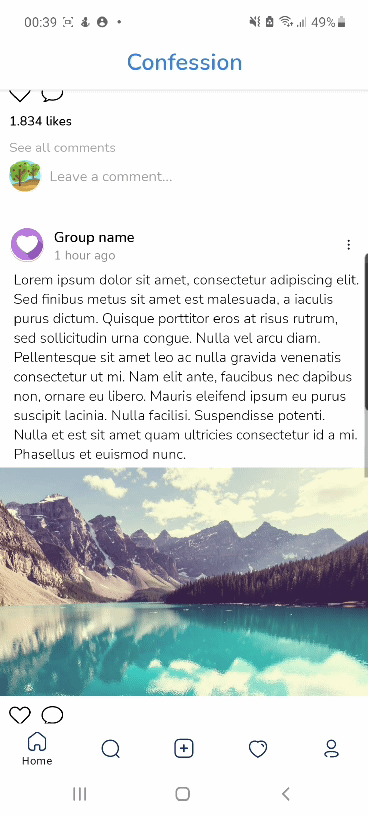 00:39 49%
Confession
1.834 likes
See all comments
Leave a comment...
Group name
1 hour ago
Lorem ipsum dolor sit amet, consectetur adipiscing elit.
Sed finibus metus sit amet est malesuada, a iaculis
purus dictum. Quisque porttitor eros at risus rutrum,
sed sollicitudin urna congue. Nulla vel arcu diam.
Pellentesque sit amet leo ac nulla gravida venenatis
consectetur ut mi. Nam elit ante, faucibus nec dapibus
non, ornare eu libero. Mauris eleifend ipsum eu purus
suscipit lacinia. Nulla facilisi. Suspendisse potenti.
Nulla et est sit amet quam ultricies consectetur id a mi.
Phasellus et euismod nunc.
Home